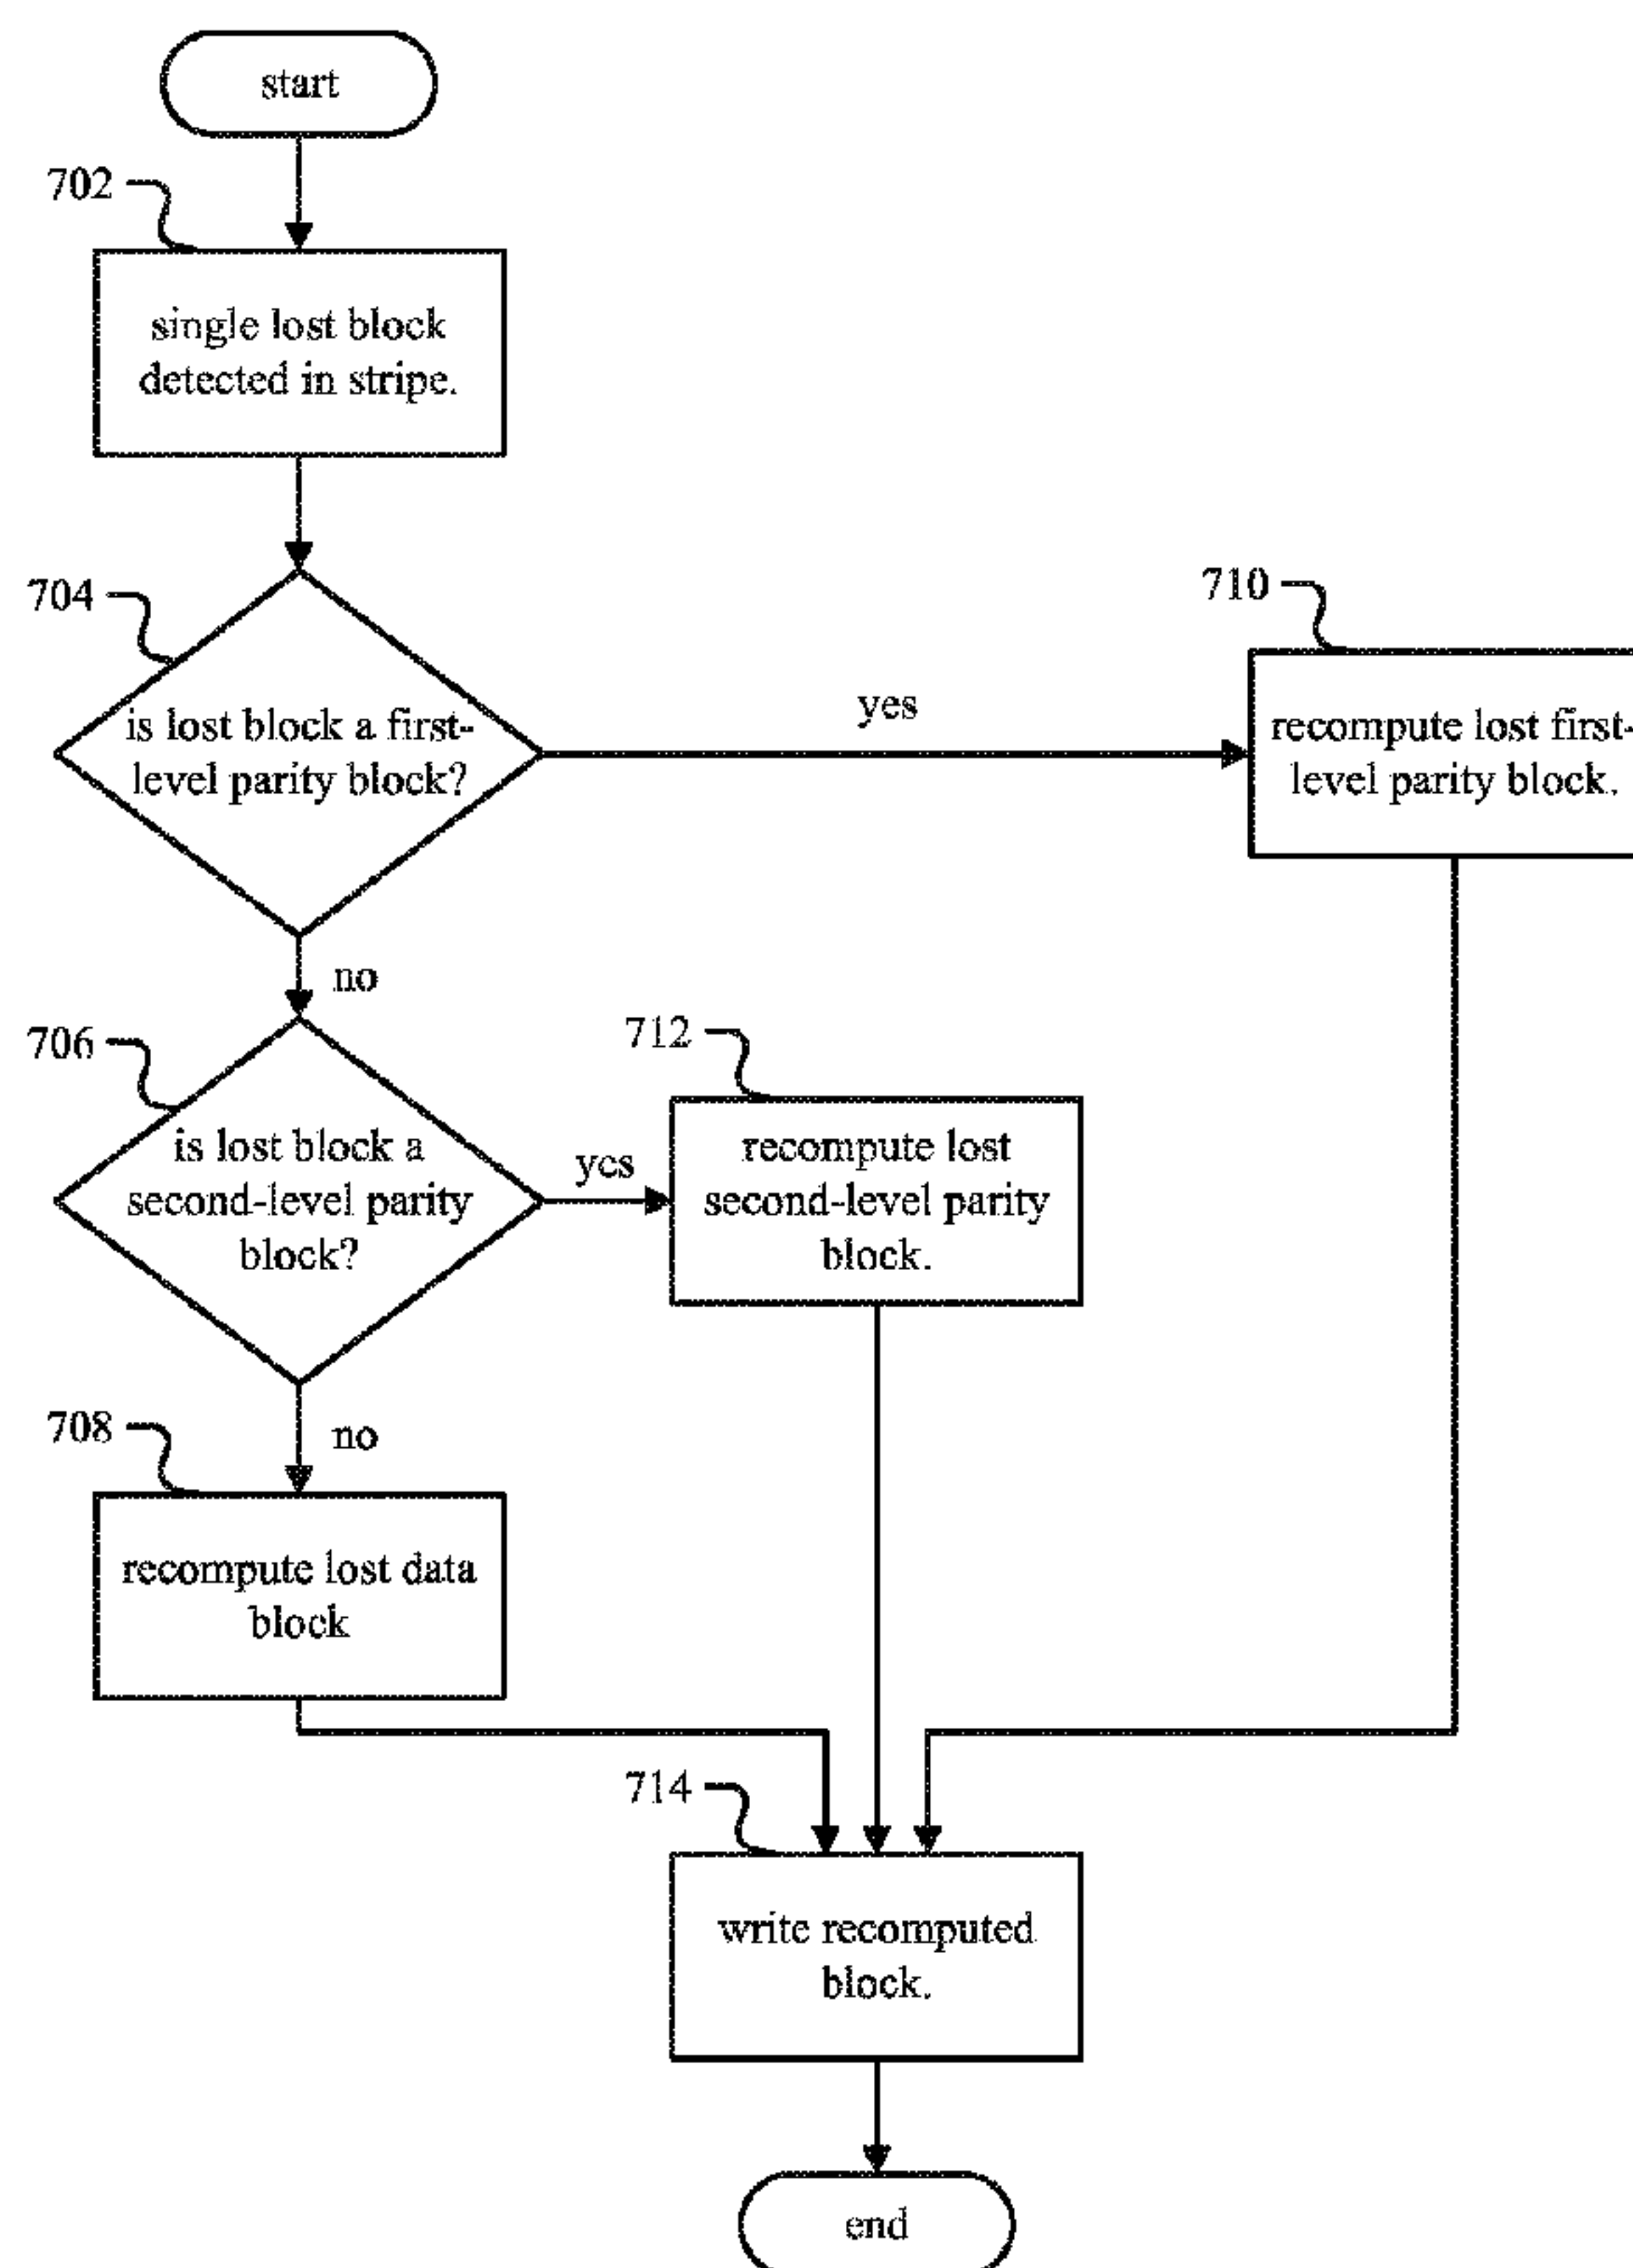 start
702
single lost block
detected in stripe.
704
is lost block a first-
level parity block?
yes
710
recompute lost first-
level parity block.
no
706
is lost block a
second-level parity
block?
yes
712
recompute lost
second-level parity
block.
no
708
recompute lost data
block
714
write recomputed
block.
end